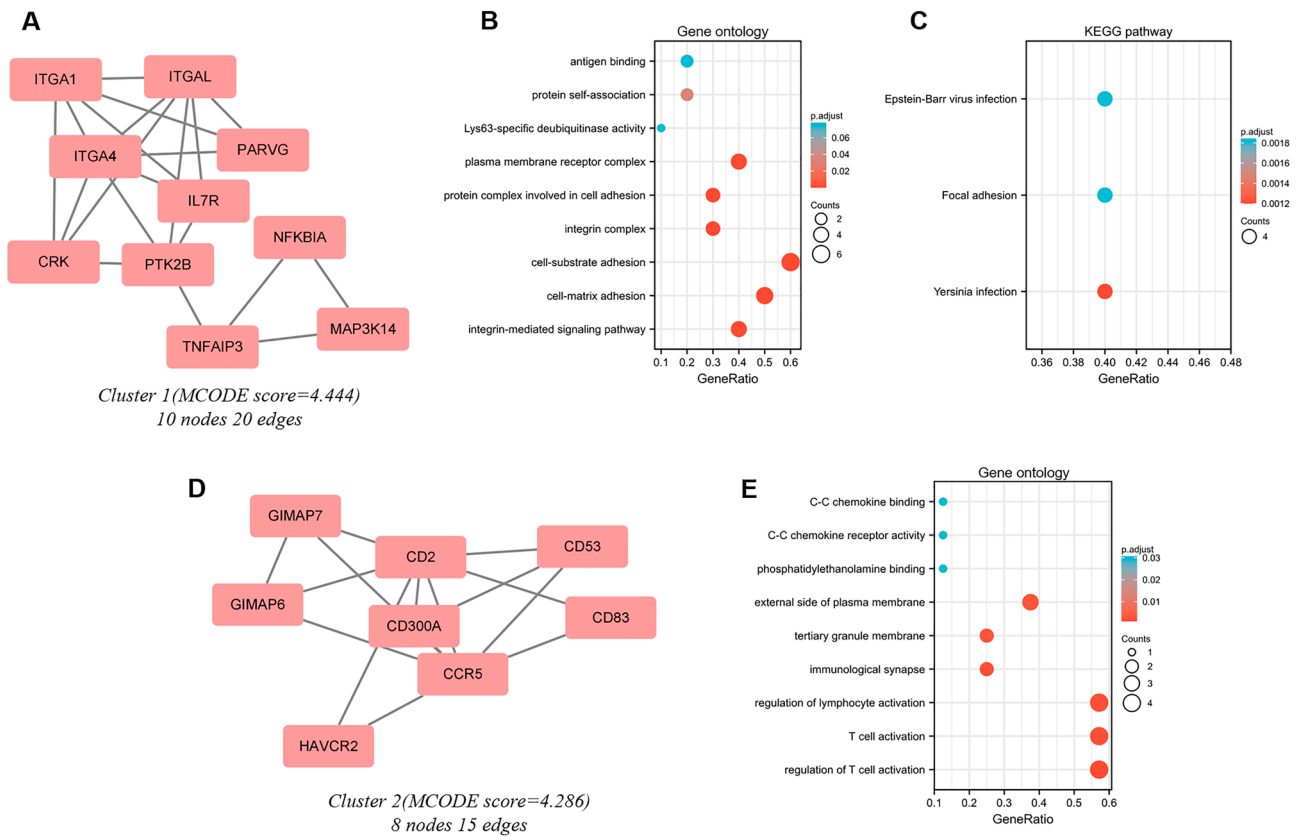 A
ITGA1
ITGAL
ITGA4
PARVG
IL7R
NFKBIA
CRK
PTK2B
TNFAIP3
MAP3K14
Cluster 1(MCODE score=4.444)
10 nodes 20 edges
B
Gene ontology
antigen binding
protein self-association
Lys63-specific deubiquitinase activity
plasma membrane receptor complex
protein complex involved in cell adhesion
integrin complex
cell-substrate adhesion
cell-matrix adhesion
integrin-mediated signaling pathway
0.1 0.2 0.3 0.4 0.5 0.6
GeneRatio
p.adjust
0.06
0.04
0.02
Counts
2
4
6
C
KEGG pathway
Epstein-Barr virus infection
Focal adhesion
Yersinia infection
0.36 0.38 0.40 0.42 0.44 0.46 0.48
GeneRatio
p.adjust
0.0018
0.0016
0.0014
0.0012
Counts
4
D
GIMAP7
CD2
CD53
GIMAP6
CD300A
CD83
CCR5
HAVCR2
Cluster 2(MCODE score=4.286)
8 nodes 15 edges
E
Gene ontology
C-C chemokine binding
C-C chemokine receptor activity
phosphatidylethanolamine binding
external side of plasma membrane
tertiary granule membrane
immunological synapse
regulation of lymphocyte activation
T cell activation
regulation of T cell activation
0.1 0.2 0.3 0.4 0.5 0.6
GeneRatio
p.adjust
0.03
0.02
0.01
Counts
1
2
3
4